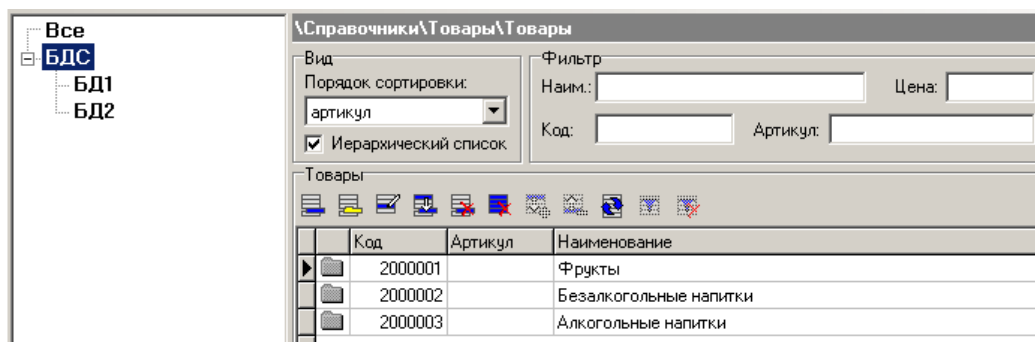 Все
БДС
БД1
БД2
\Справочники\Товары\Товары
Вид
Порядок сортировки:
артикул
Иерархический список
Фильтр
Наим.:
Цена:
Код:
Артикул:
Товары
Код Артикул Наименование
2000001 Фрукты
2000002 Безалкогольные напитки
2000003 Алкогольные напитки